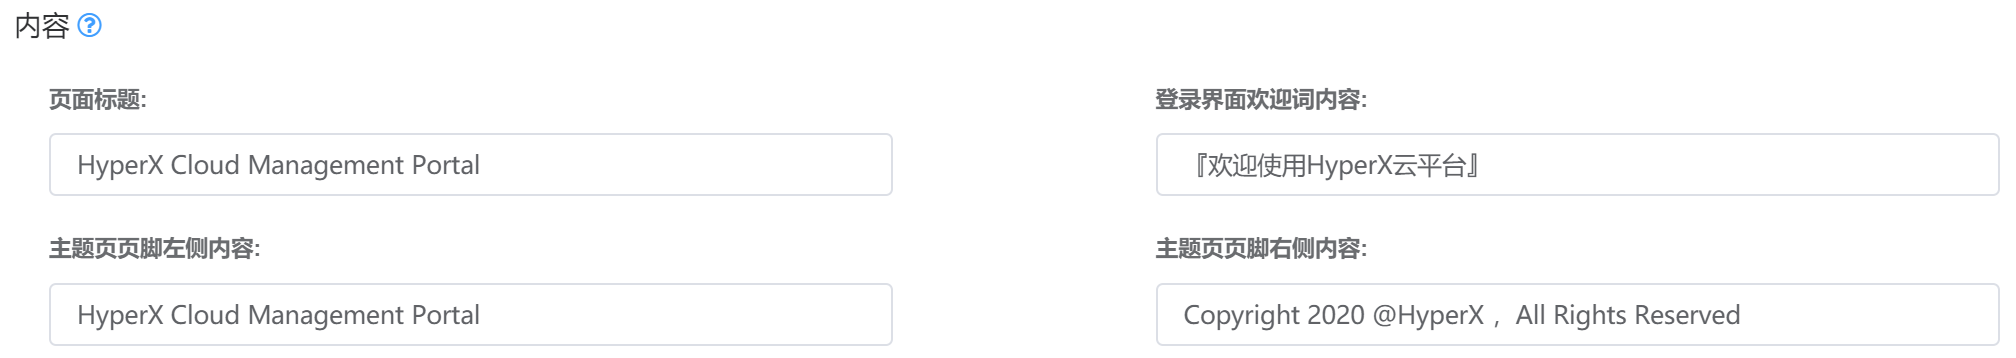 内容
页面标题:
登录界面欢迎词内容:
HyperX Cloud Management Portal
『欢迎使用HyperX云平台』
主题页页脚左侧内容:
主题页页脚右侧内容:
HyperX Cloud Management Portal
Copyright 2020 @HyperX ，All Rights Reserved